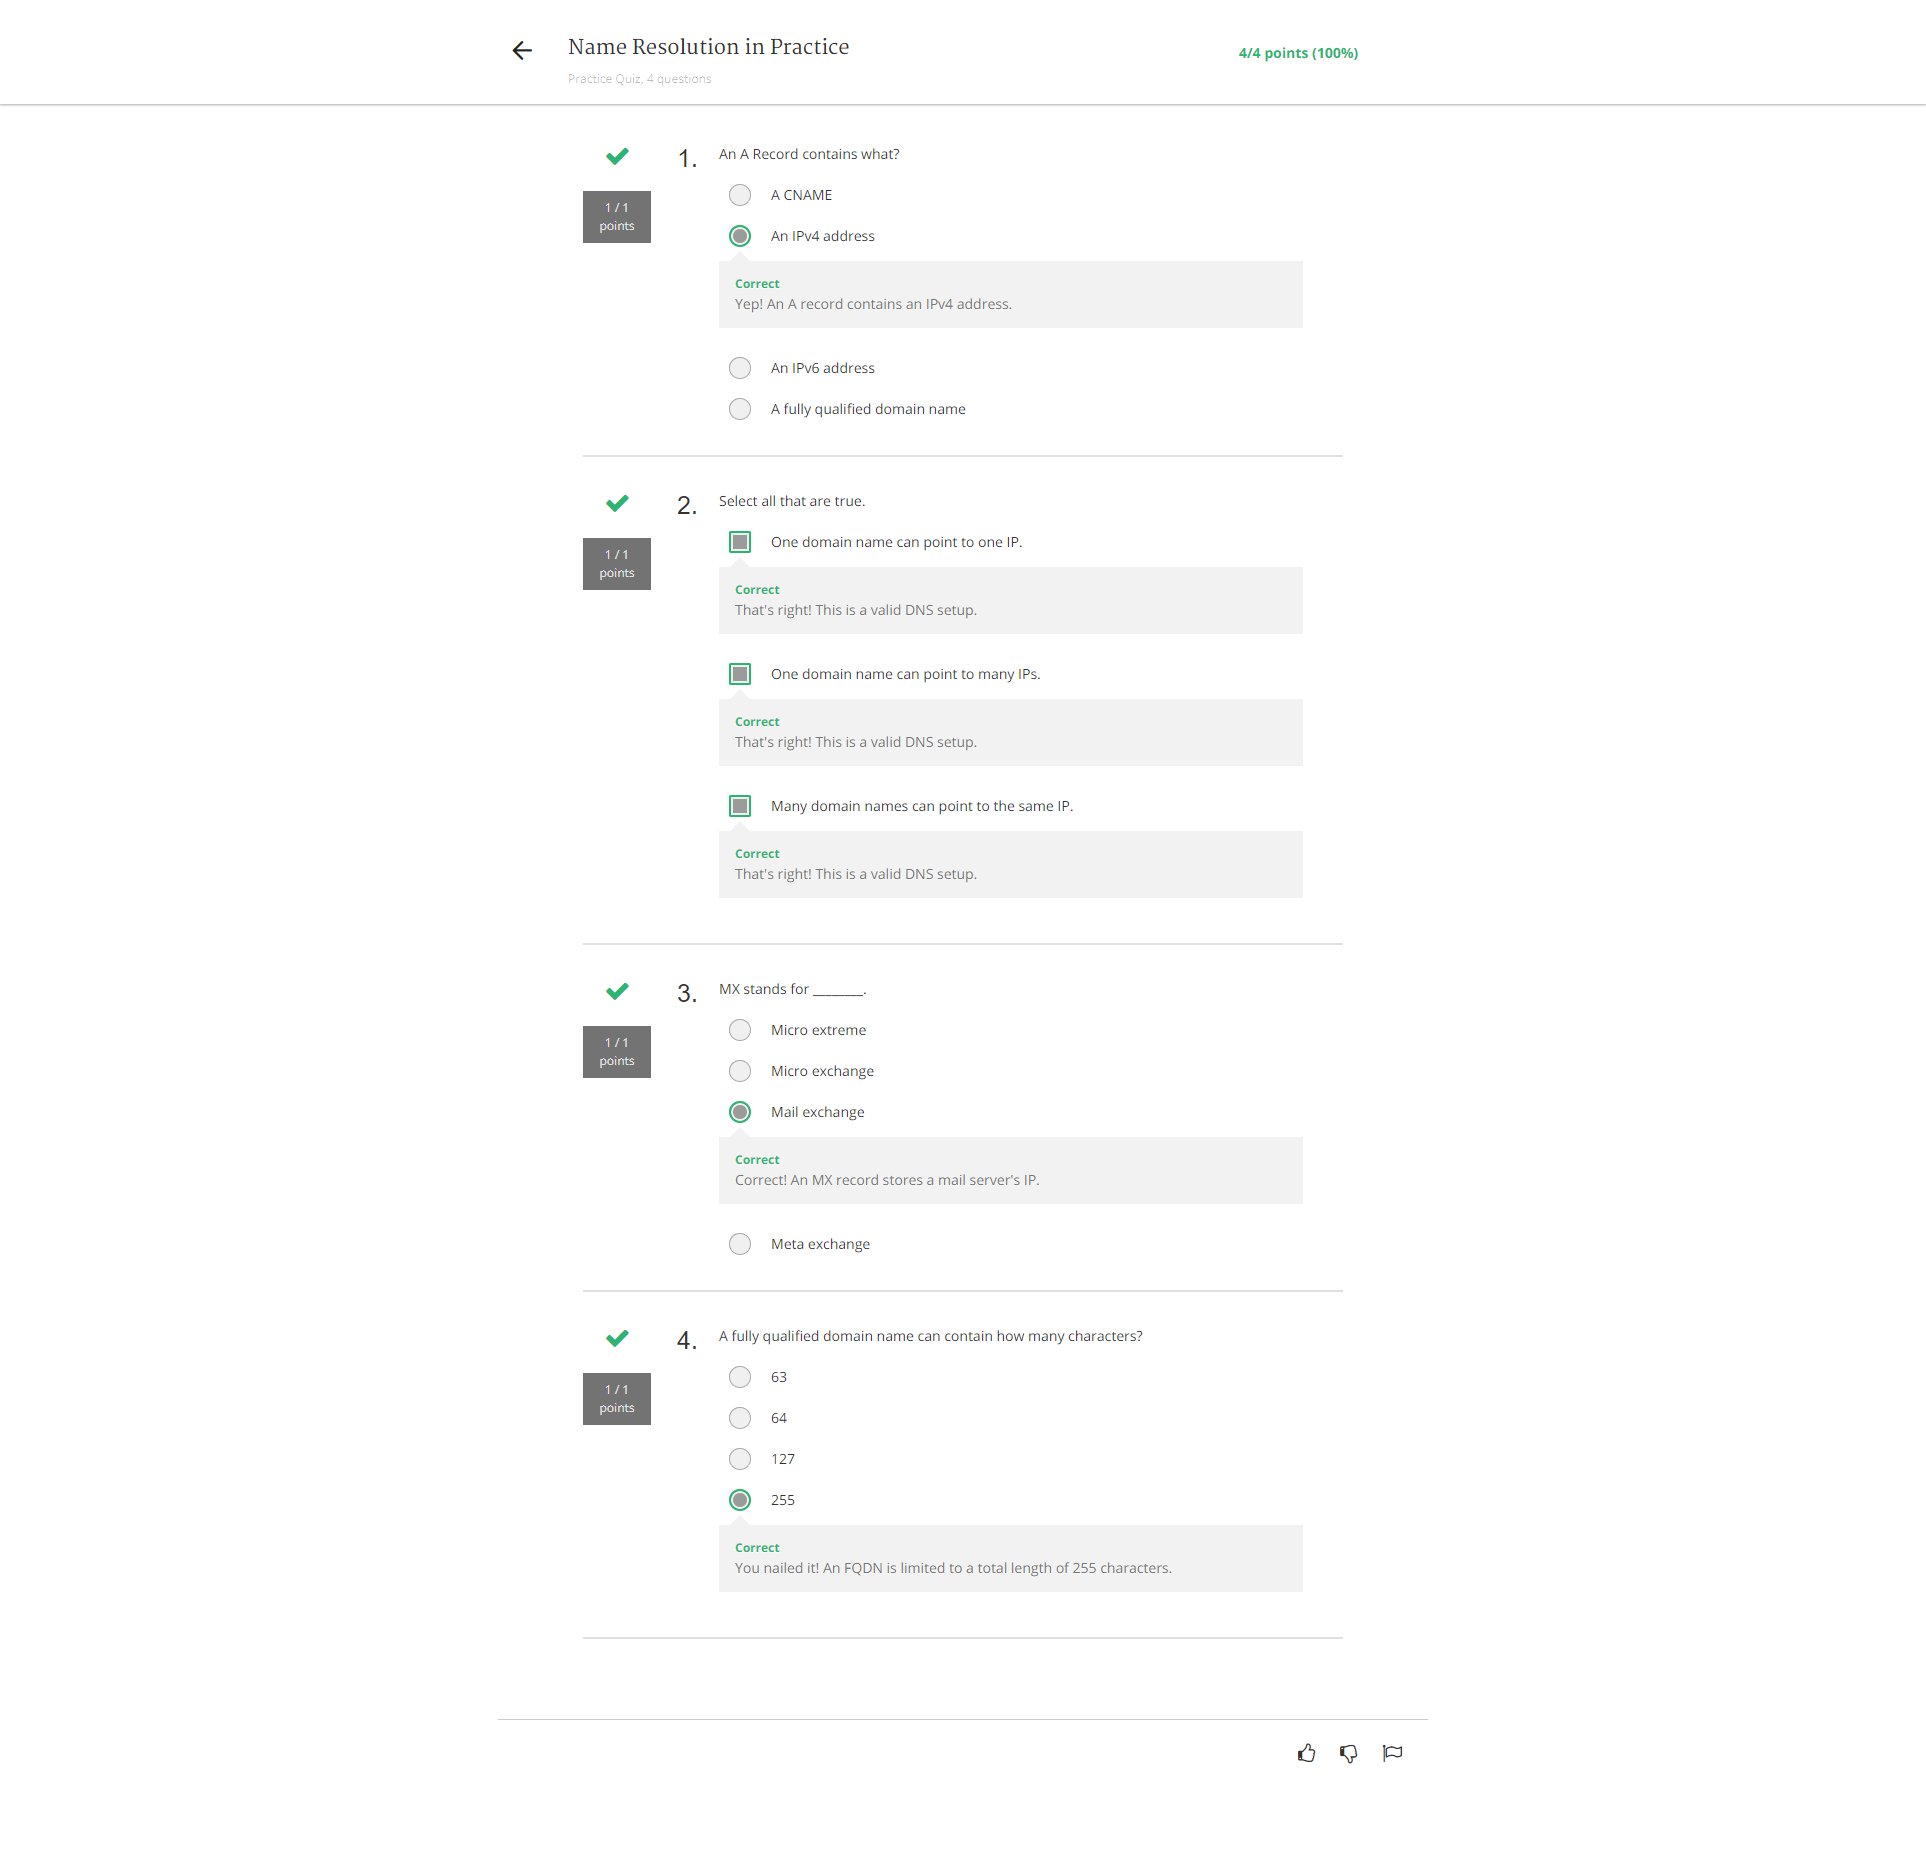 Name Resolution in Practice
Practice Quiz, 4 questions
4/4 points (100%)
1 / 1
points
1.
An A Record contains what?
A CNAME
An IPv4 address
Correct
Yep! An A record contains an IPv4 address.
An IPv6 address
A fully qualified domain name
1 / 1
points
2.
Select all that are true.
One domain name can point to one IP.
Correct
That's right! This is a valid DNS setup.
One domain name can point to many IPs.
Correct
That's right! This is a valid DNS setup.
Many domain names can point to the same IP.
Correct
That's right! This is a valid DNS setup.
1 / 1
points
3.
MX stands for ________.
Micro extreme
Micro exchange
Mail exchange
Correct
Correct! An MX record stores a mail server's IP.
Meta exchange
1 / 1
points
4.
A fully qualified domain name can contain how many characters?
63
64
127
255
Correct
You nailed it! An FQDN is limited to a total length of 255 characters.